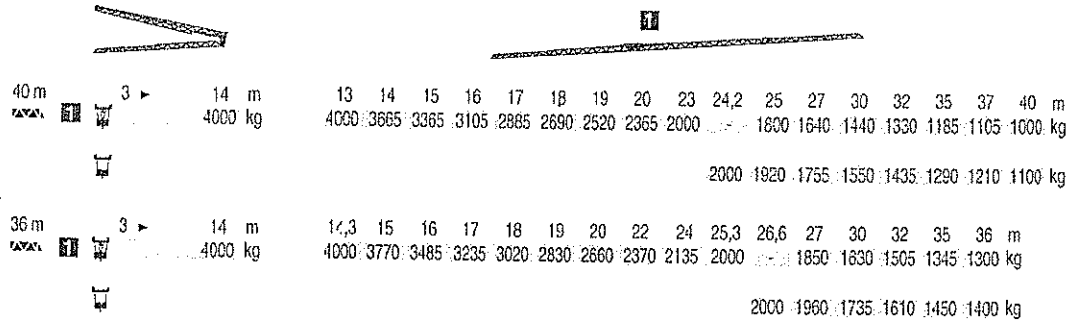 1
40 m 1 3 ► 14 m 13 14 15 16 17 18 19 20 23 24,2 25 27 30 32 35 37 40 m
4000 kg 4000 3665 3365 3105 2885 2690 2520 2365 2000 - 1800 1640 1440 1330 1185 1105 1000 kg
2000 1920 1755 1550 1435 1290 1210 1100 kg
36 m 1 3 ► 14 m 14,3 15 16 17 18 19 20 22 24 25,3 26,6 27 30 32 35 36 m
4000 kg 4000 3770 3485 3235 3020 2830 2660 2370 2135 2000 - 1850 1630 1505 1345 1300 kg
2000 1960 1735 1610 1450 1400 kg